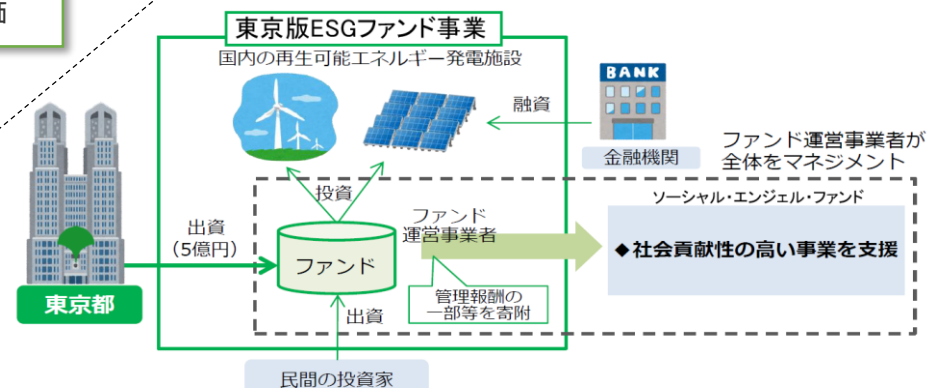 価
東京版ESGファンド事業
国内の再生可能エネルギー発電施設
BANK
融資
金融機関
ファンド運営事業者が
全体をマネジメント
投資
ソーシャル・エンジェル・ファンド
出資
(5億円)
ファンド
運営事業者
◆社会貢献性の高い事業を支援
ファンド
東京都
管理報酬の
一部等を寄附
出資
民間の投資家